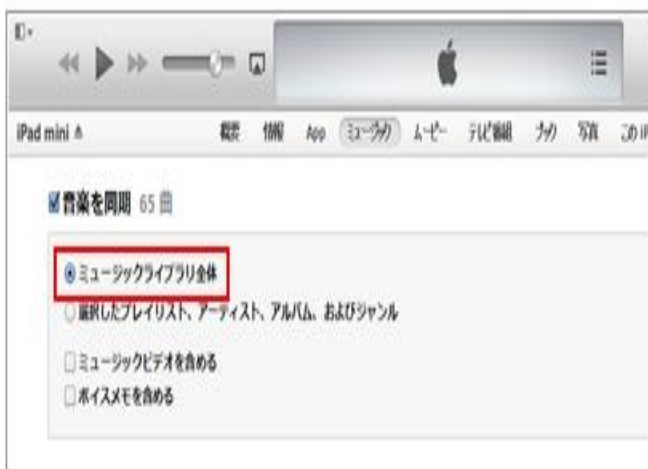 iPad mini
概要 情報 App ミュージック ムービー テレビ番組 ブック 写真 この iP
音楽を同期 65 曲
ミュージックライブラリ全体
選択したプレイリスト、アーティスト、アルバム、およびジャンル
ミュージックビデオを含める
ボイスメモを含める